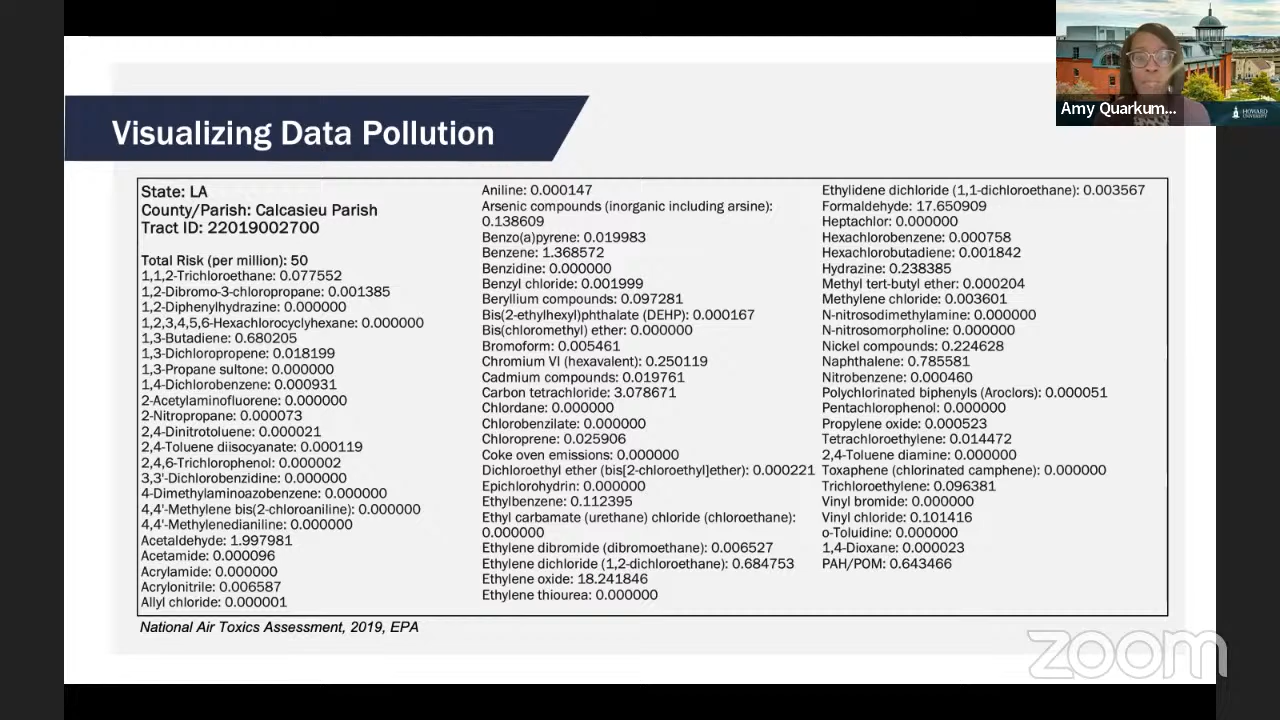 Amy Quarkum...
HOWARD
UNIVERSITY
Visualizing Data Pollution
State: LA
County/Parish: Calcasieu Parish
Tract ID: 22019002700
Total Risk (per million): 50
1,1,2-Trichloroethane: 0.077552
1,2-Dibromo-3-chloropropane: 0.001385
1,2-Diphenylhydrazine: 0.000000
1,2,3,4,5,6-Hexachlorocyclyhexane: 0.000000
1,3-Butadiene: 0.680205
1,3-Dichloropropene: 0.018199
1,3-Propane sultone: 0.000000
1,4-Dichlorobenzene: 0.000931
2-Acetylaminofluorene: 0.000000
2-Nitropropane: 0.000073
2,4-Dinitrotoluene: 0.000021
2,4-Toluene diisocyanate: 0.000119
2,4,6-Trichlorophenol: 0.000002
3,3'-Dichlorobenzidine: 0.000000
4-Dimethylaminoazobenzene: 0.000000
4,4'-Methylene bis(2-chloroaniline): 0.000000
4,4'-Methylenedianiline: 0.000000
Acetaldehyde: 1.997981
Acetamide: 0.000096
Acrylamide: 0.000000
Acrylonitrile: 0.006587
Allyl chloride: 0.000001
Aniline: 0.000147
Arsenic compounds (inorganic including arsine):
0.138609
Benzo(a)pyrene: 0.019983
Benzene: 1.368572
Benzidine: 0.000000
Benzyl chloride: 0.001999
Beryllium compounds: 0.097281
Bis(2-ethylhexyl)phthalate (DEHP): 0.000167
Bis(chloromethyl) ether: 0.000000
Bromoform: 0.005461
Chromium VI (hexavalent): 0.250119
Cadmium compounds: 0.019761
Carbon tetrachloride: 3.078671
Chlordane: 0.000000
Chlorobenzilate: 0.000000
Chloroprene: 0.025906
Coke oven emissions: 0.000000
Dichloroethyl ether (bis[2-chloroethyl]ether): 0.000221
Epichlorohydrin: 0.000000
Ethylbenzene: 0.112395
Ethyl carbamate (urethane) chloride (chloroethane):
0.000000
Ethylene dibromide (dibromoethane): 0.006527
Ethylene dichloride (1,2-dichloroethane): 0.684753
Ethylene oxide: 18.241846
Ethylene thiourea: 0.000000
Ethylidene dichloride (1,1-dichloroethane): 0.003567
Formaldehyde: 17.650909
Heptachlor: 0.000000
Hexachlorobenzene: 0.000758
Hexachlorobutadiene: 0.001842
Hydrazine: 0.238385
Methyl tert-butyl ether: 0.000204
Methylene chloride: 0.003601
N-nitrosodimethylamine: 0.000000
N-nitrosomorpholine: 0.000000
Nickel compounds: 0.224628
Naphthalene: 0.785581
Nitrobenzene: 0.000460
Polychlorinated biphenyls (Aroclors): 0.000051
Pentachlorophenol: 0.000000
Propylene oxide: 0.000523
Tetrachloroethylene: 0.014472
2,4-Toluene diamine: 0.000000
Toxaphene (chlorinated camphene): 0.000000
Trichloroethylene: 0.096381
Vinyl bromide: 0.000000
Vinyl chloride: 0.101416
o-Toluidine: 0.000000
1,4-Dioxane: 0.000023
PAH/POM: 0.643466
National Air Toxics Assessment, 2019, EPA
zoom